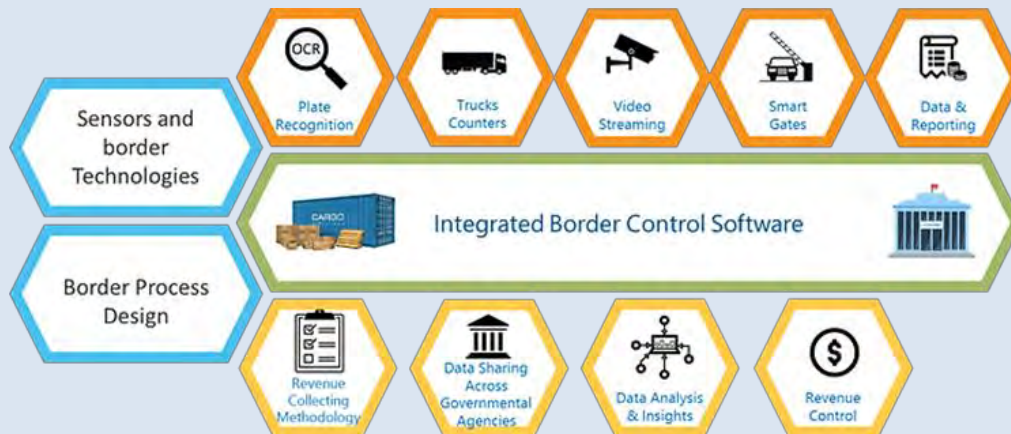 OCR
Plate
Recognition
Trucks
Counters
Video
Streaming
Smart
Gates
Data &
Reporting
Sensors and
border
Technologies
CARGO
Integrated Border Control Software
Border Process
Design
Revenue
Collecting
Methodology
Data Sharing
Across
Governmental
Agencies
Data Analysis
& Insights
$
Revenue
Control